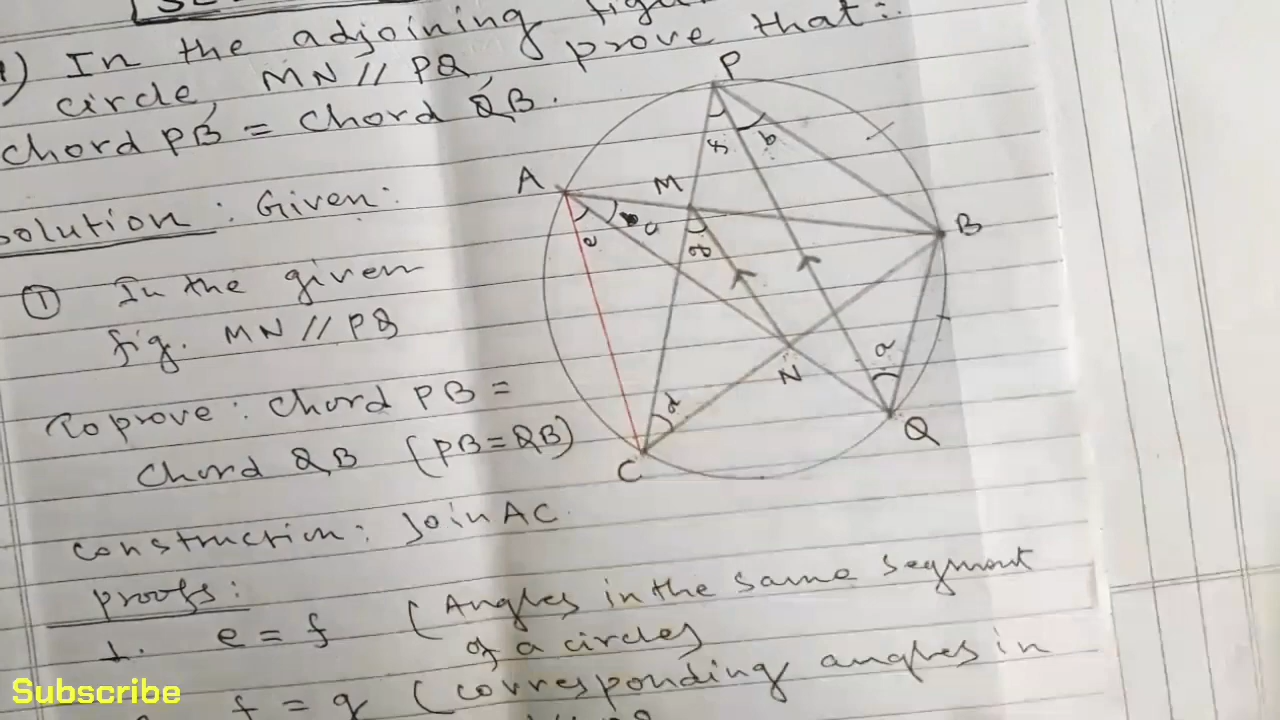 In the adjoining
circle, MN // PQ prove that:
Chord PB = Chord QB.
Solution: Given:
① In the given
fig. MN // PQ
To prove: Chord PB =
Chord QB (PB=QB)
Construction: Join AC
Proofs:
1. e = f (Angles in the same segment
of a circles)
f = g (corresponding angles in
P
A
M
B
N
Q
C
f
b
e
a
g
a
d
Subscribe